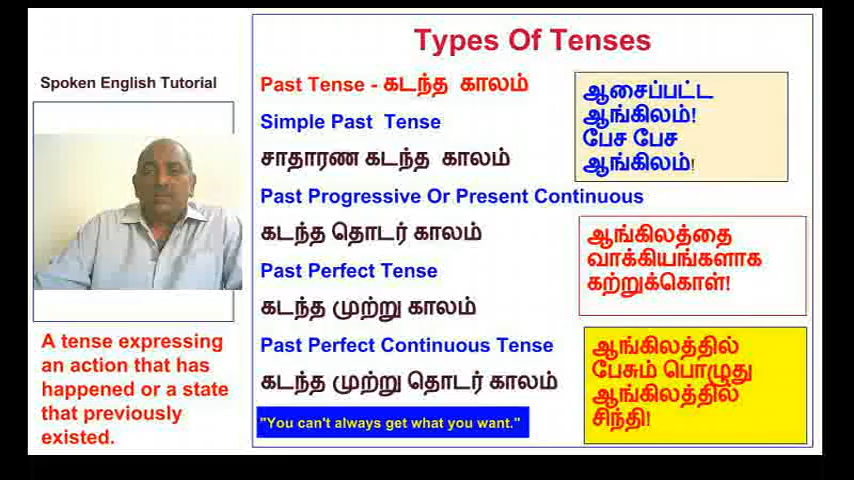 Types Of Tenses
Spoken English Tutorial
Past Tense - கடந்த காலம்
Simple Past Tense
சாதாரண கடந்த காலம்
Past Progressive Or Present Continuous
கடந்த தொடர் காலம்
Past Perfect Tense
கடந்த முற்று காலம்
Past Perfect Continuous Tense
கடந்த முற்று தொடர் காலம்
"You can't always get what you want."
A tense expressing
an action that has
happened or a state
that previously
existed.
ஆசைப்பட்ட
ஆங்கிலம்!
பேச பேச
ஆங்கிலம்!
ஆங்கிலத்தை
வாக்கியங்களாக
கற்றுக்கொள்!
ஆங்கிலத்தில்
பேசும் பொழுது
ஆங்கிலத்தில்
சிந்தி!